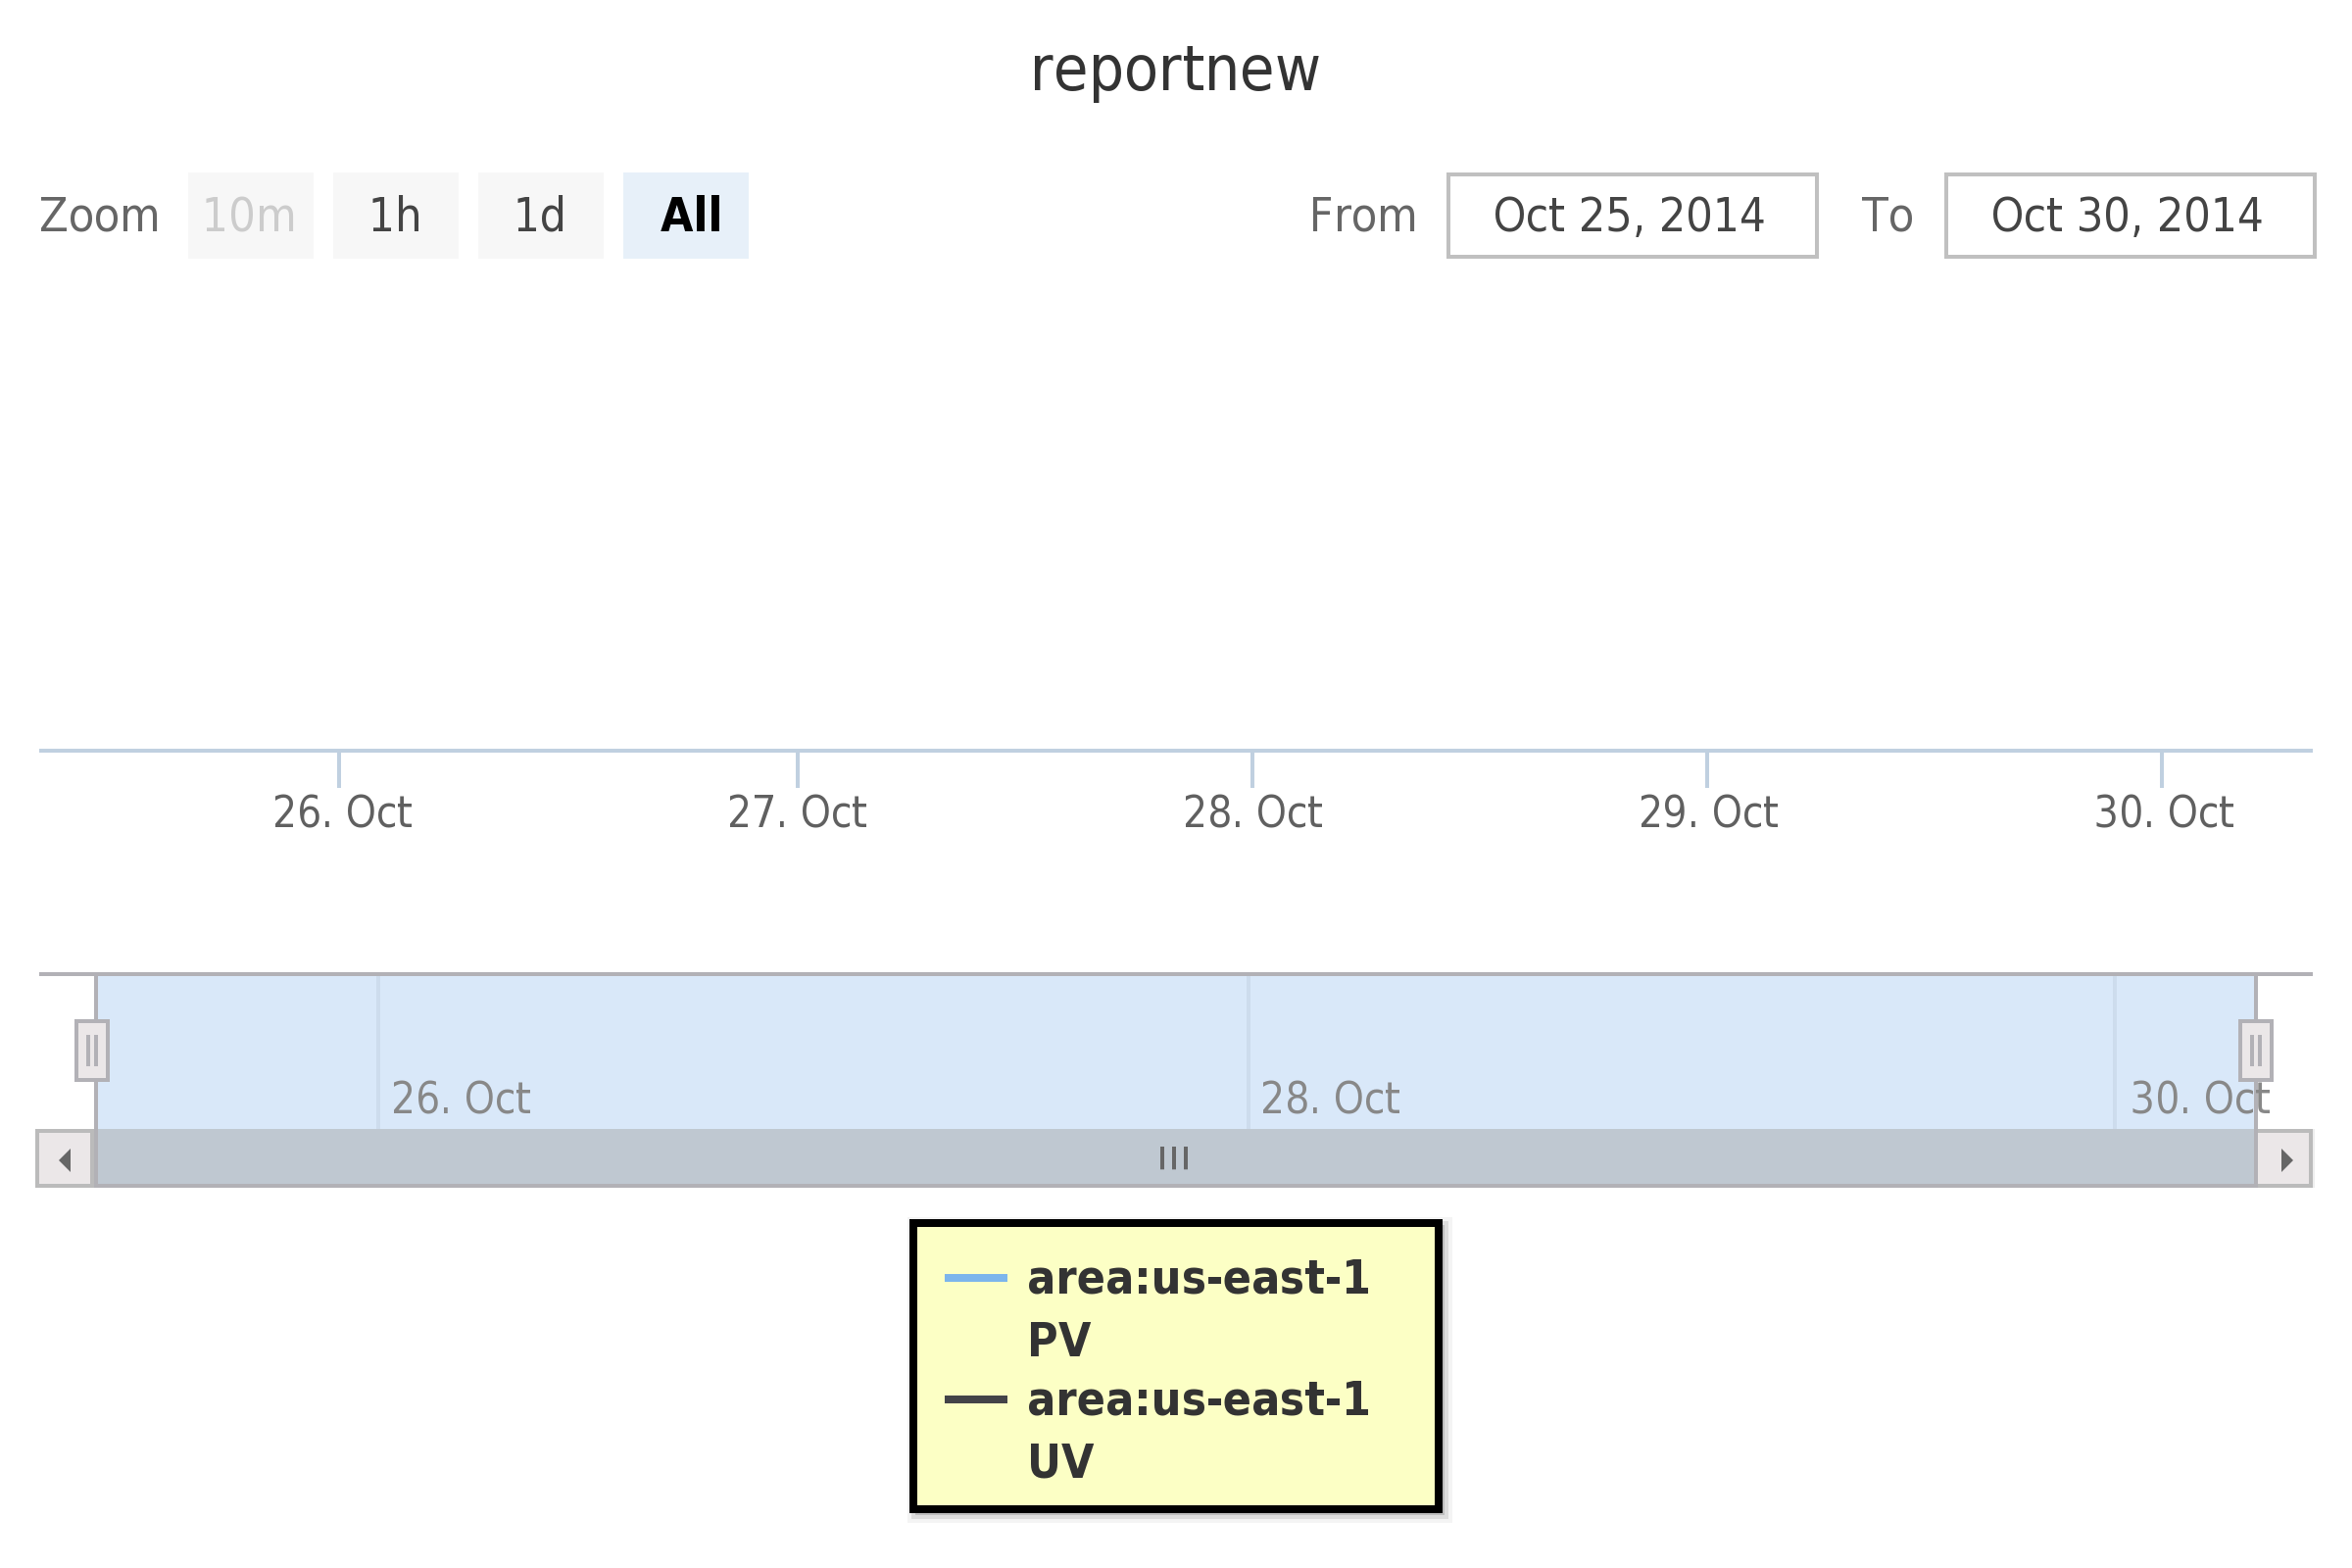 reportnew
Zoom 10m 1h 1d All From Oct 25, 2014 To Oct 30, 2014
26. Oct 27. Oct 28. Oct 29. Oct 30. Oct
26. Oct 28. Oct 30. Oct
area:us-east-1
PV
area:us-east-1
UV